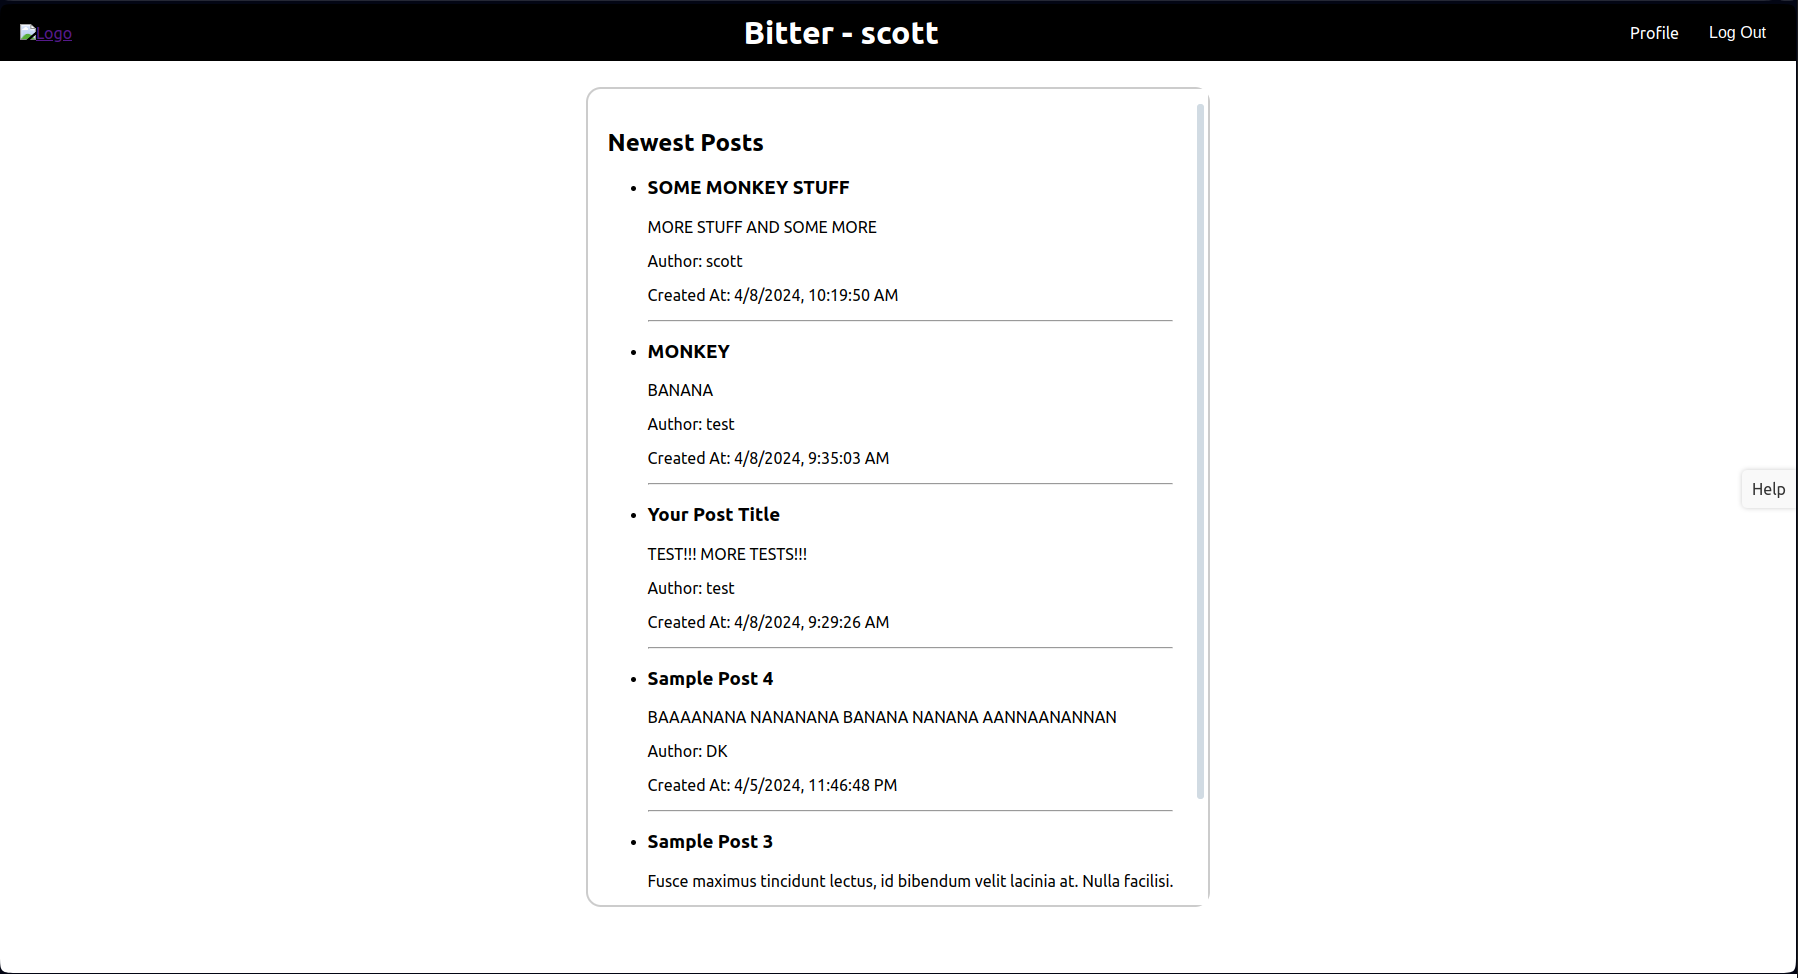 Logo
Bitter - scott
Profile
Log Out
Newest Posts
SOME MONKEY STUFF
MORE STUFF AND SOME MORE
Author: scott
Created At: 4/8/2024, 10:19:50 AM
MONKEY
BANANA
Author: test
Created At: 4/8/2024, 9:35:03 AM
Your Post Title
TEST!!! MORE TESTS!!!
Author: test
Created At: 4/8/2024, 9:29:26 AM
Sample Post 4
BAAAANANA NANANANA BANANA NANANA AANNAANANNAN
Author: DK
Created At: 4/5/2024, 11:46:48 PM
Sample Post 3
Fusce maximus tincidunt lectus, id bibendum velit lacinia at. Nulla facilisi.
Help